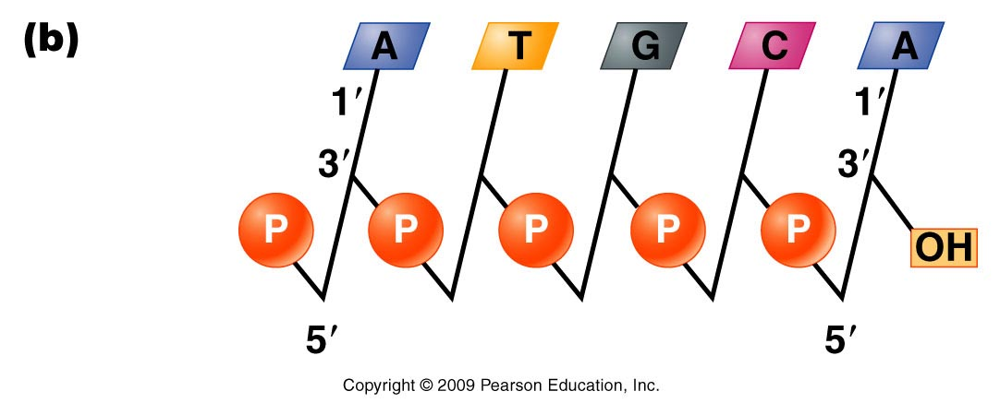 (b) A T G C A
1′ 1′
3′ 3′
P P P P P OH
5′ 5′
Copyright © 2009 Pearson Education, Inc.